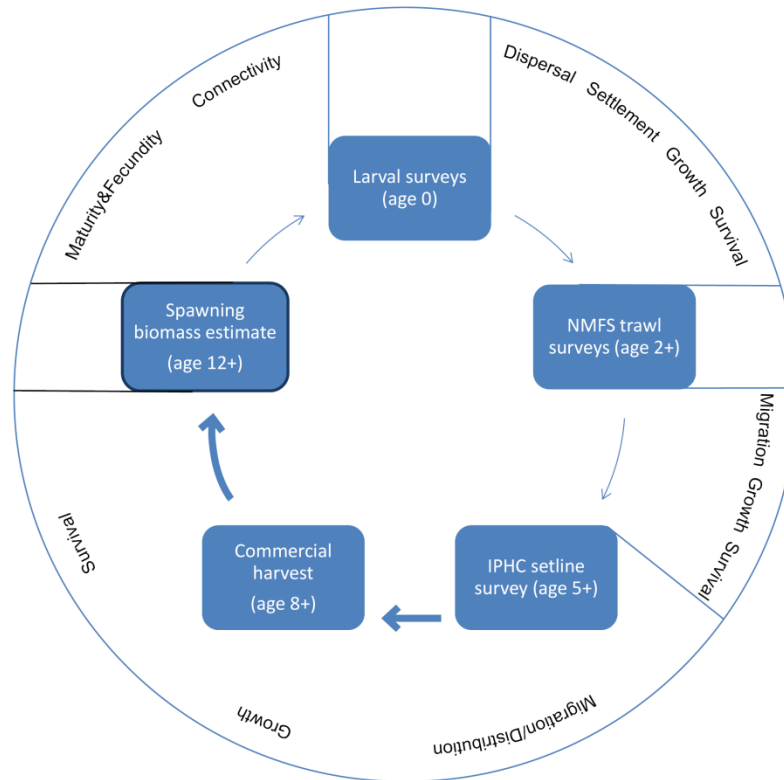 Connectivity
Maturity&Fecundity
Dispersal Settlement Growth Survival
Larval surveys
(age 0)
Spawning
biomass estimate
(age 12+)
NMFS trawl
surveys (age 2+)
Migration Growth Survival
Survival
Commercial
harvest
(age 8+)
IPHC setline
survey (age 5+)
Growth
Migration/Distribution